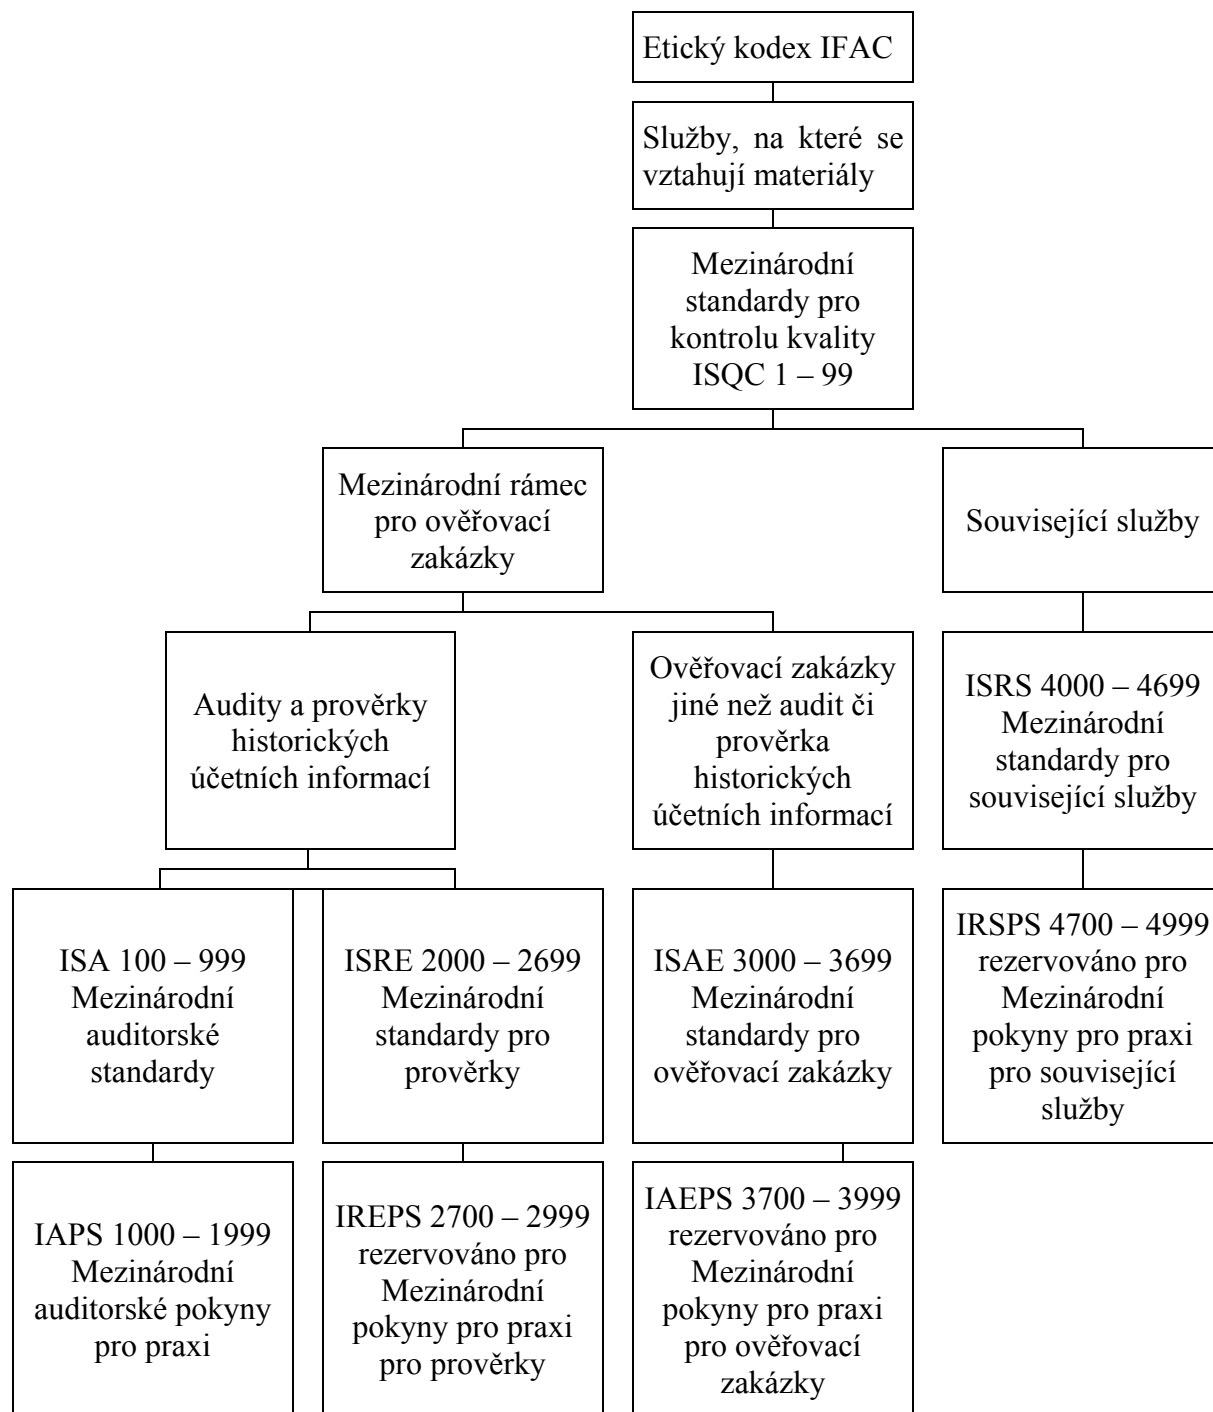 Etický kodex IFAC
Služby, na které se
vztahují materiály
Mezinárodní
standardy pro
kontrolu kvality
ISQC 1 – 99
Mezinárodní rámec
pro ověřovací
zakázky
Související služby
Audity a prověrky
historických
účetních informací
Ověřovací zakázky
jiné než audit či
prověrka
historických
účetních informací
ISRS 4000 – 4699
Mezinárodní
standardy pro
související služby
ISA 100 – 999
Mezinárodní
auditorské
standardy
ISRE 2000 – 2699
Mezinárodní
standardy pro
prověrky
ISAE 3000 – 3699
Mezinárodní
standardy pro
ověřovací zakázky
IRSPS 4700 – 4999
rezervováno pro
Mezinárodní
pokyny pro praxi
pro související
služby
IAPS 1000 – 1999
Mezinárodní
auditorské pokyny
pro praxi
IREPS 2700 – 2999
rezervováno pro
Mezinárodní
pokyny pro praxi
pro prověrky
IAEPS 3700 – 3999
rezervováno pro
Mezinárodní
pokyny pro praxi
pro ověřovací
zakázky